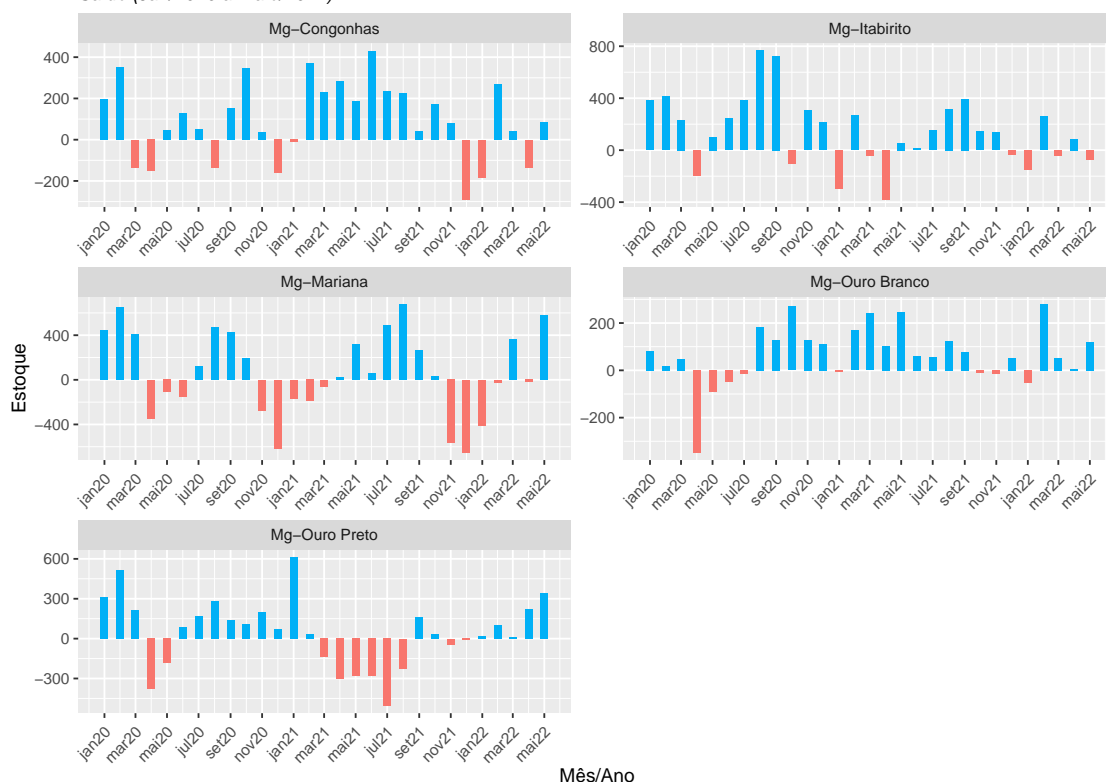 Mg−Congonhas
Mg−Itabirito
400
200
0
−200
800
400
0
−400
jan20 mar20 mai20 jul20 set20 nov20 jan21 mar21 mai21 jul21 set21 nov21 jan22 mar22 mai22
jan20 mar20 mai20 jul20 set20 nov20 jan21 mar21 mai21 jul21 set21 nov21 jan22 mar22 mai22
Mg−Mariana
Mg−Ouro Branco
400
0
−400
200
0
−200
jan20 mar20 mai20 jul20 set20 nov20 jan21 mar21 mai21 jul21 set21 nov21 jan22 mar22 mai22
jan20 mar20 mai20 jul20 set20 nov20 jan21 mar21 mai21 jul21 set21 nov21 jan22 mar22 mai22
Estoque
Mg−Ouro Preto
600
300
0
−300
jan20 mar20 mai20 jul20 set20 nov20 jan21 mar21 mai21 jul21 set21 nov21 jan22 mar22 mai22
Mês/Ano